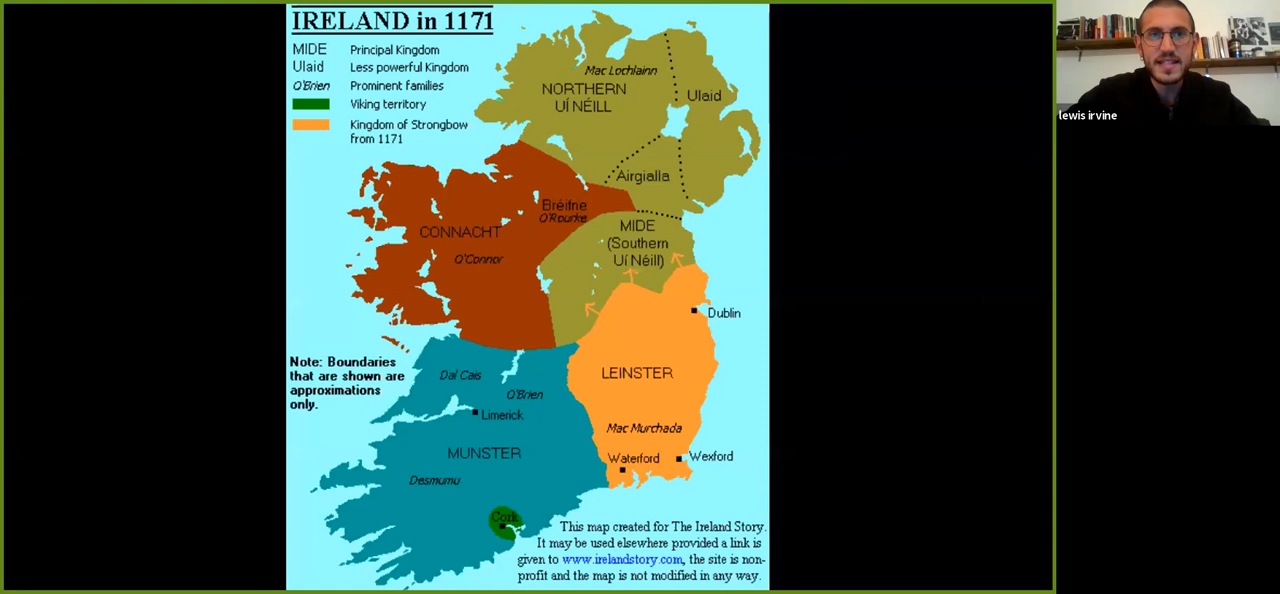 IRELAND in 1171
MIDE Principal Kingdom
Ulaid Less powerful Kingdom
O'Brien Prominent families
Viking territory
Kingdom of Strongbow
from 1171
Mac Lochlainn
NORTHERN
UÍ NÉILL
Ulaid
Airgialla
Bréifne
O'Rourke
CONNACHT
O'Connor
MIDE
(Southern
Uí Néill)
Dublin
Note: Boundaries
that are shown are
approximations
only.
Dal Cais
O'Brien
Limerick
LEINSTER
Mac Murchada
MUNSTER
Waterford
Wexford
Desmumu
Cork
This map created for The Ireland Story.
It may be used elsewhere provided a link is
given to www.irelandstory.com, the site is non-
profit and the map is not modified in any way.
lewis irvine